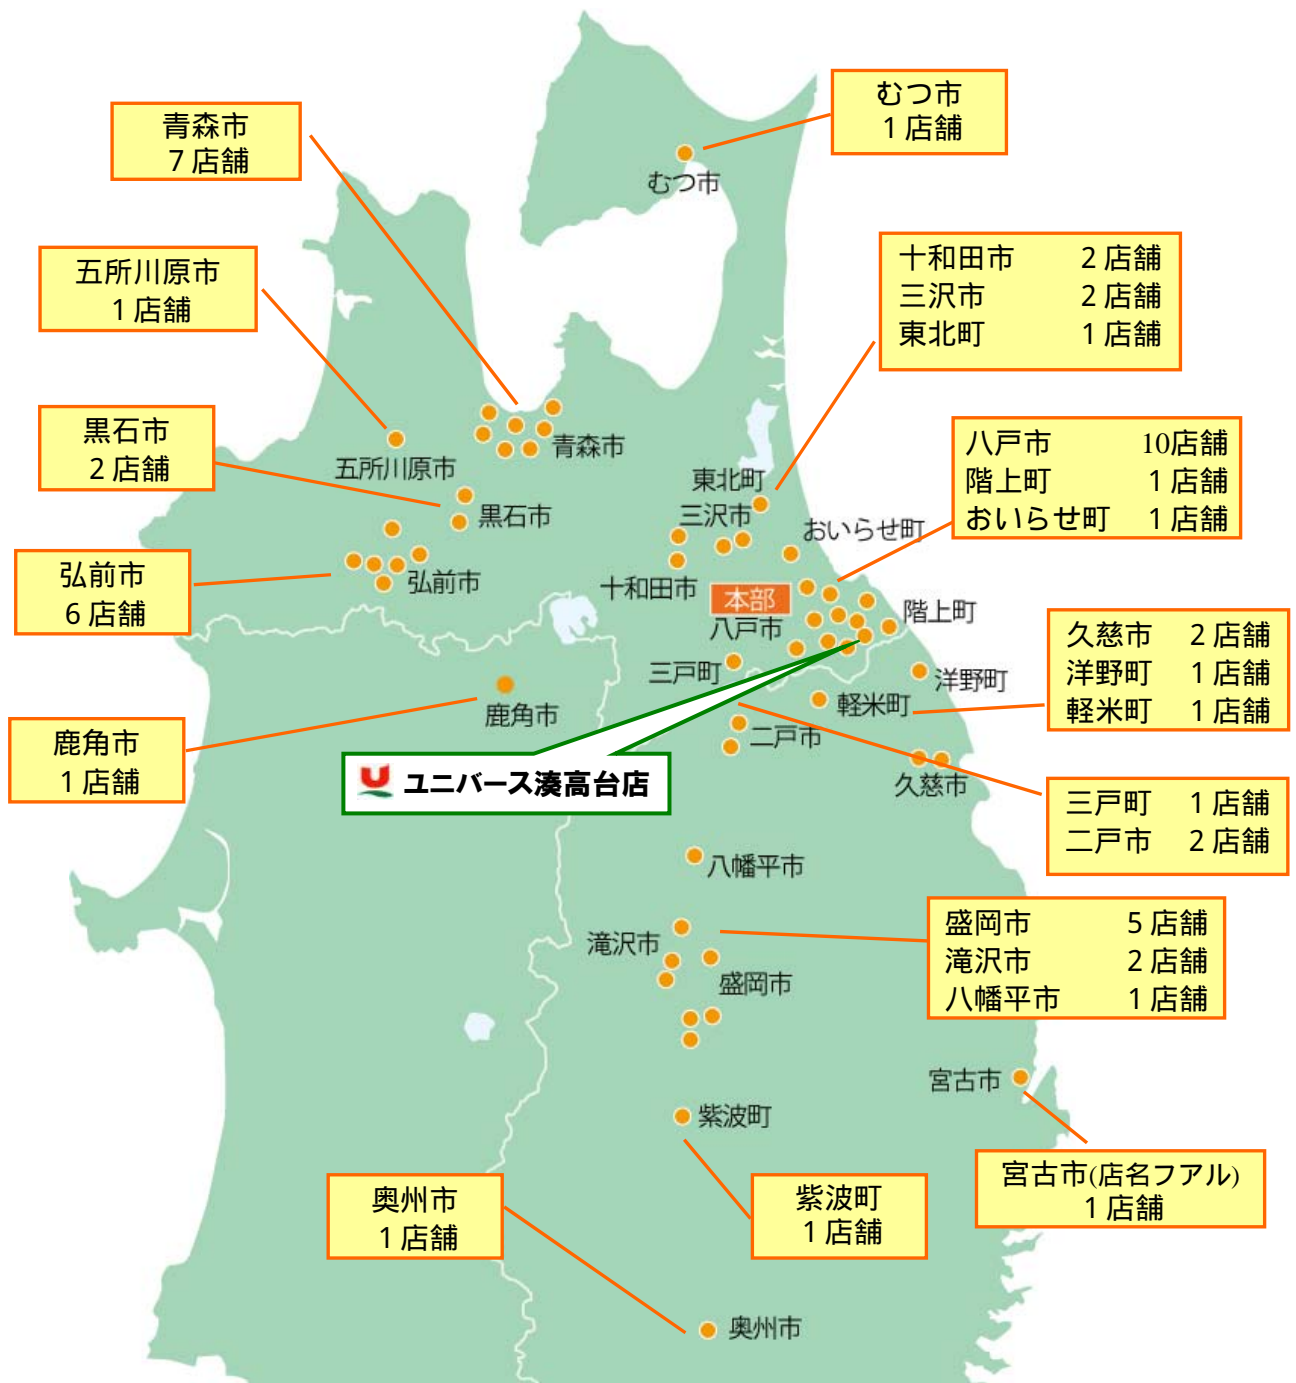 むつ市
1店舗
青森市
7店舗
むつ市
五所川原市
1店舗
十和田市 2店舗
三沢市 2店舗
東北町 1店舗
黒石市
2店舗
五所川原市
青森市
八戸市 10店舗
階上町 1店舗
おいらせ町 1店舗
東北町
黒石市
三沢市
おいらせ町
弘前市
6店舗
弘前市
十和田市
本部
八戸市
階上町
久慈市 2店舗
洋野町 1店舗
軽米町 1店舗
三戸町
洋野町
鹿角市
軽米町
鹿角市
1店舗
二戸市
ユニバース湊高台店
久慈市
三戸町 1店舗
二戸市 2店舗
八幡平市
盛岡市 5店舗
滝沢市 2店舗
八幡平市 1店舗
滝沢市
盛岡市
宮古市
紫波町
宮古市(店名フアル)
1店舗
奥州市
1店舗
紫波町
1店舗
奥州市